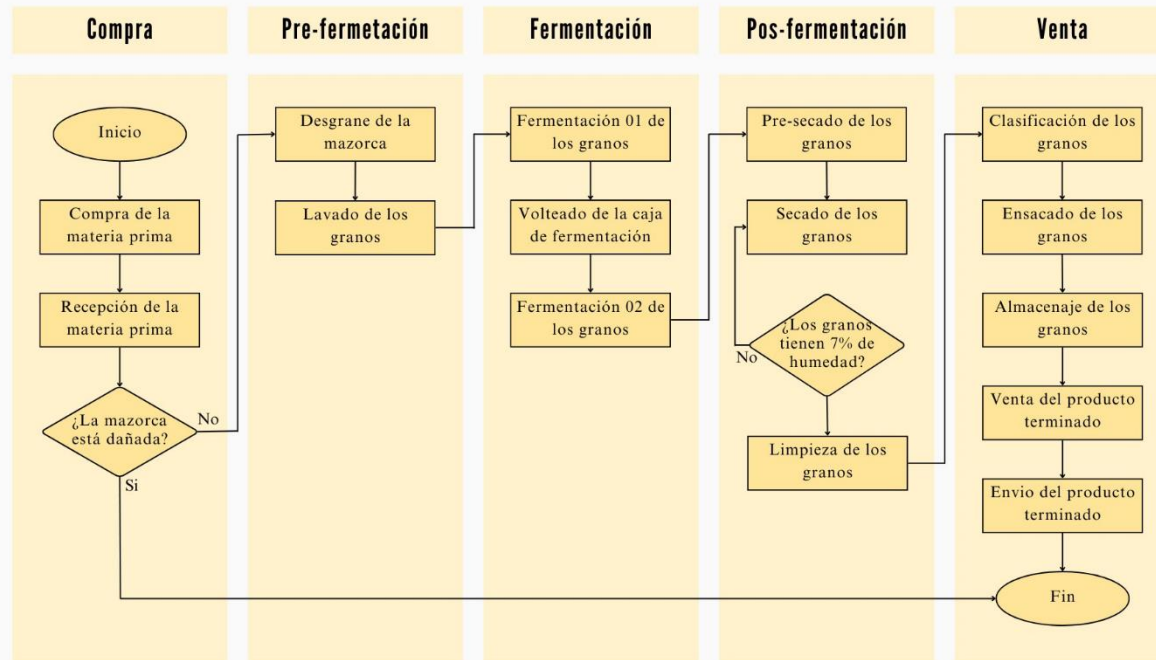 Compra
Pre-fermetación
Fermentación
Pos-fermentación
Venta
Inicio
Compra de la
materia prima
Recepción de la
materia prima
¿La mazorca
está dañada?
No
Si
Desgrane de la
mazorca
Lavado de los
granos
Fermentación 01 de
los granos
Volteado de la caja
de fermentación
Fermentación 02 de
los granos
Pre-secado de los
granos
Secado de los
granos
¿Los granos
tienen 7% de
humedad?
No
Limpieza de los
granos
Clasificación de los
granos
Ensacado de los
granos
Almacenaje de los
granos
Venta del producto
terminado
Envio del producto
terminado
Fin